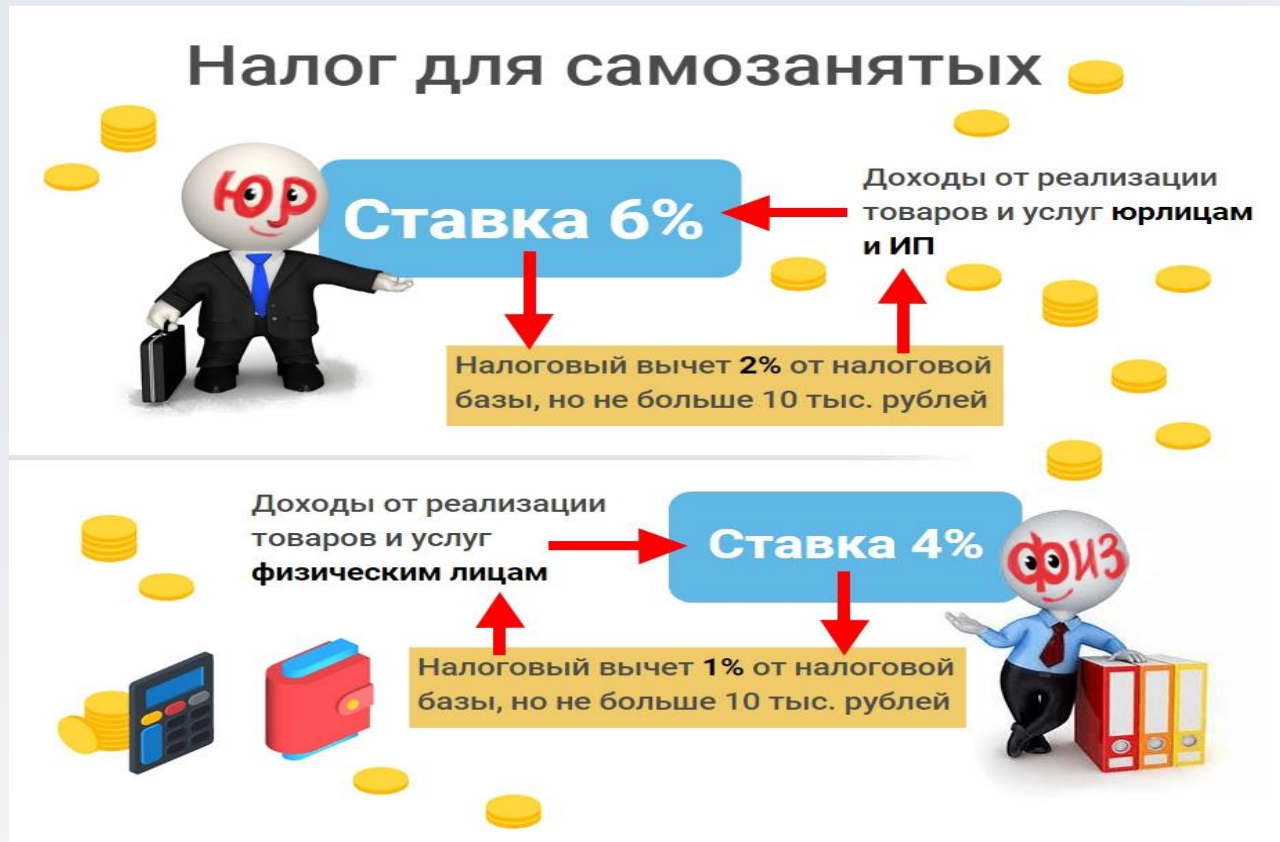 Налог для самозанятых
ЮР
Ставка 6%
Доходы от реализации
товаров и услуг юрлицам
и ИП
Налоговый вычет 2% от налоговой
базы, но не больше 10 тыс. рублей
Доходы от реализации
товаров и услуг
физическим лицам
Ставка 4%
физ
Налоговый вычет 1% от налоговой
базы, но не больше 10 тыс. рублей